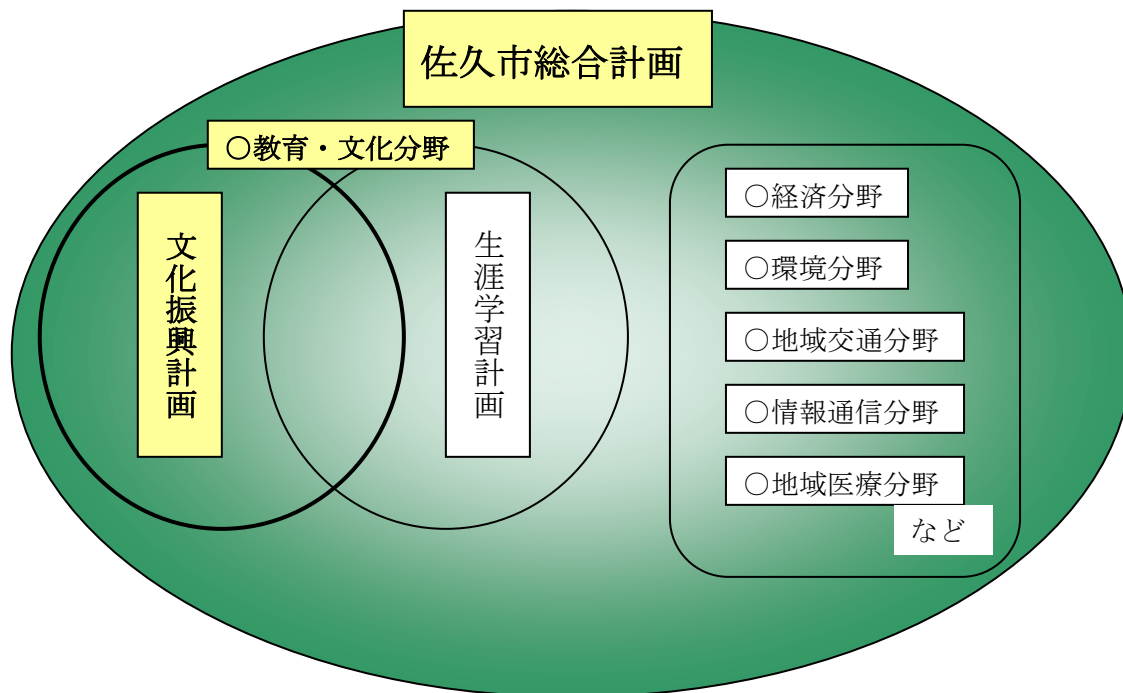 佐久市総合計画
○教育・文化分野
文化振興計画
生涯学習計画
○経済分野
○環境分野
○地域交通分野
○情報通信分野
○地域医療分野
など